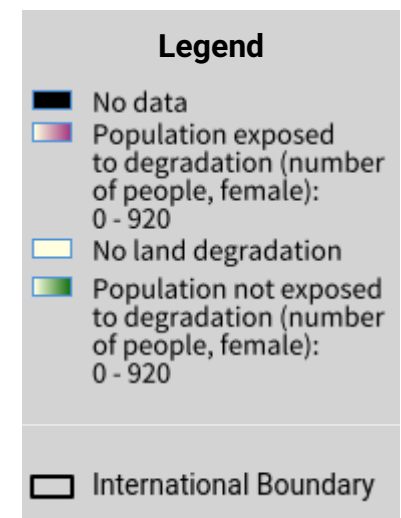 Legend
No data
Population exposed
to degradation (number
of people, female):
0 - 920
No land degradation
Population not exposed
to degradation (number
of people, female):
0 - 920
International Boundary